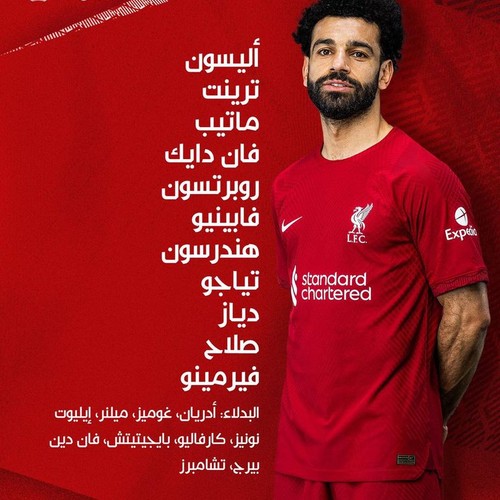 أليسون
ترينت
ماتيب
فان دايك
روبرتسون
فابينيو
هندرسون
تياجو
دياز
صلاح
فيرمينو
البدلاء: أدريان، غوميز، ميلنر، إيليوت
نونيز، كارفاليو، بايجيتيتش، فان دين
بيرج، تشامبرز
L.F.C.
standard
chartered
Expedia